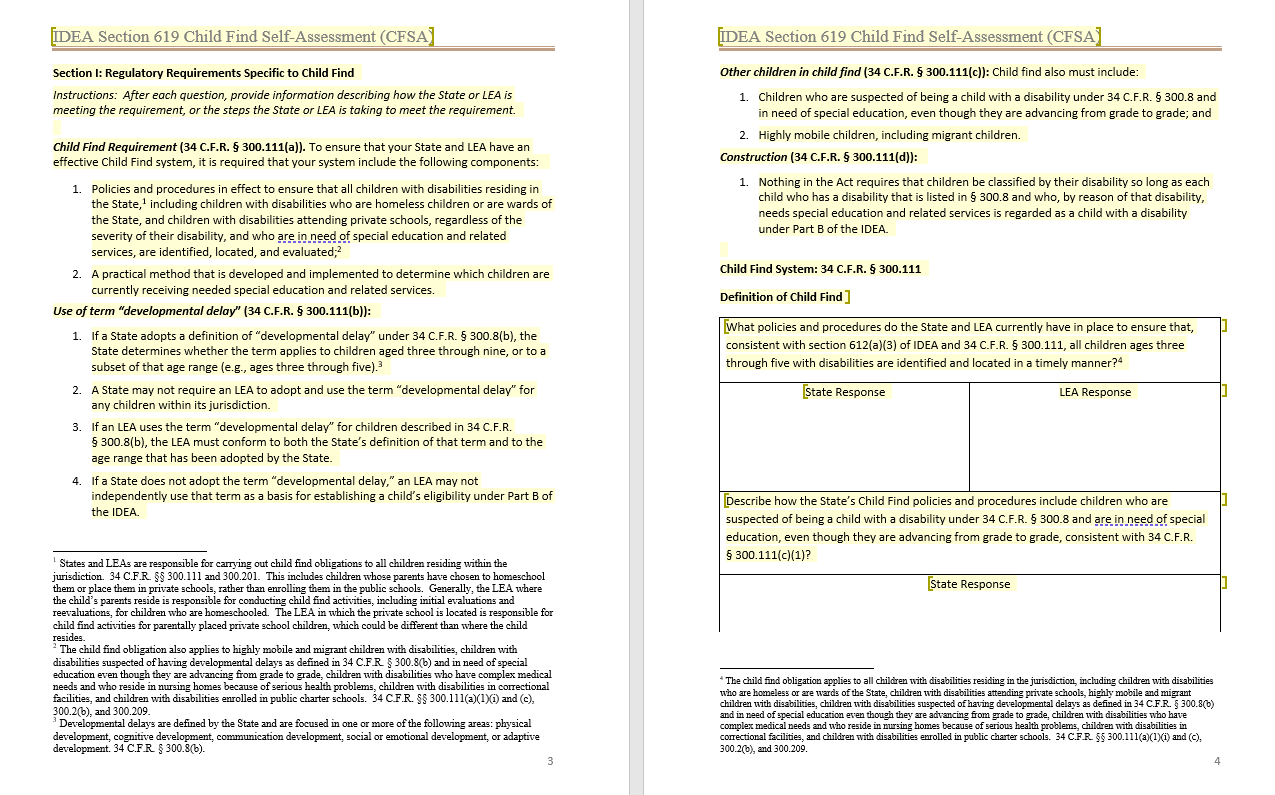 IDEA Section 619 Child Find Self-Assessment (CFSA)
Section I: Regulatory Requirements Specific to Child Find
Instructions:  After each question, provide information describing how the State or LEA is
meeting the requirement, or the steps the State or LEA is taking to meet the requirement.
Child Find Requirement (34 C.F.R. § 300.111(a)). To ensure that your State and LEA have an
effective Child Find system, it is required that your system include the following components:
1. Policies and procedures in effect to ensure that all children with disabilities residing in
the State,1 including children with disabilities who are homeless children or are wards of
the State, and children with disabilities attending private schools, regardless of the
severity of their disability, and who are in need of special education and related
services, are identified, located, and evaluated;2
2. A practical method that is developed and implemented to determine which children are
currently receiving needed special education and related services.
Use of term “developmental delay” (34 C.F.R. § 300.111(b)):
1. If a State adopts a definition of “developmental delay” under 34 C.F.R. § 300.8(b), the
State determines whether the term applies to children aged three through nine, or to a
subset of that age range (e.g., ages three through five).3
2. A State may not require an LEA to adopt and use the term “developmental delay” for
any children within its jurisdiction.
3. If an LEA uses the term “developmental delay” for children described in 34 C.F.R.
§ 300.8(b), the LEA must conform to both the State’s definition of that term and to the
age range that has been adopted by the State.
4. If a State does not adopt the term “developmental delay,” an LEA may not
independently use that term as a basis for establishing a child’s eligibility under Part B of
the IDEA.
1 States and LEAs are responsible for carrying out child find obligations to all children residing within the
jurisdiction.  34 C.F.R. §§ 300.111 and 300.201.  This includes children whose parents have chosen to homeschool
them or place them in private schools, rather than enrolling them in the public schools.  Generally, the LEA where
the child’s parents reside is responsible for conducting child find activities, including initial evaluations and
reevaluations, for children who are homeschooled.  The LEA in which the private school is located is responsible for
child find activities for parentally placed private school children, which could be different than where the child
resides.
2 The child find obligation also applies to highly mobile and migrant children with disabilities, children with
disabilities suspected of having developmental delays as defined in 34 C.F.R. § 300.8(b) and in need of special
education even though they are advancing from grade to grade, children with disabilities who have complex medical
needs and who reside in nursing homes because of serious health problems, children with disabilities in correctional
facilities, and children with disabilities enrolled in public charter schools.  34 C.F.R. §§ 300.111(a)(1)(i) and (c),
300.2(b), and 300.209.
3 Developmental delays are defined by the State and are focused in one or more of the following areas: physical
development, cognitive development, communication development, social or emotional development, or adaptive
development. 34 C.F.R. § 300.8(b).
3
IDEA Section 619 Child Find Self-Assessment (CFSA)
Other children in child find (34 C.F.R. § 300.111(c)): Child find also must include:
1. Children who are suspected of being a child with a disability under 34 C.F.R. § 300.8 and
in need of special education, even though they are advancing from grade to grade; and
2. Highly mobile children, including migrant children.
Construction (34 C.F.R. § 300.111(d)):
1. Nothing in the Act requires that children be classified by their disability so long as each
child who has a disability that is listed in § 300.8 and who, by reason of that disability,
needs special education and related services is regarded as a child with a disability
under Part B of the IDEA.
Child Find System: 34 C.F.R. § 300.111
Definition of Child Find
What policies and procedures do the State and LEA currently have in place to ensure that,
consistent with section 612(a)(3) of IDEA and 34 C.F.R. § 300.111, all children ages three
through five with disabilities are identified and located in a timely manner?4
State Response
LEA Response
Describe how the State’s Child Find policies and procedures include children who are
suspected of being a child with a disability under 34 C.F.R. § 300.8 and are in need of special
education, even though they are advancing from grade to grade, consistent with 34 C.F.R.
§ 300.111(c)(1)?
State Response
4 The child find obligation applies to all children with disabilities residing in the jurisdiction, including children with disabilities
who are homeless or are wards of the State, children with disabilities attending private schools, highly mobile and migrant
children with disabilities, children with disabilities suspected of having developmental delays as defined in 34 C.F.R. § 300.8(b)
and in need of special education even though they are advancing from grade to grade, children with disabilities who have
complex medical needs and who reside in nursing homes because of serious health problems, children with disabilities in
correctional facilities, and children with disabilities enrolled in public charter schools.  34 C.F.R. §§ 300.111(a)(1)(i) and (c),
300.2(b), and 300.209.
4